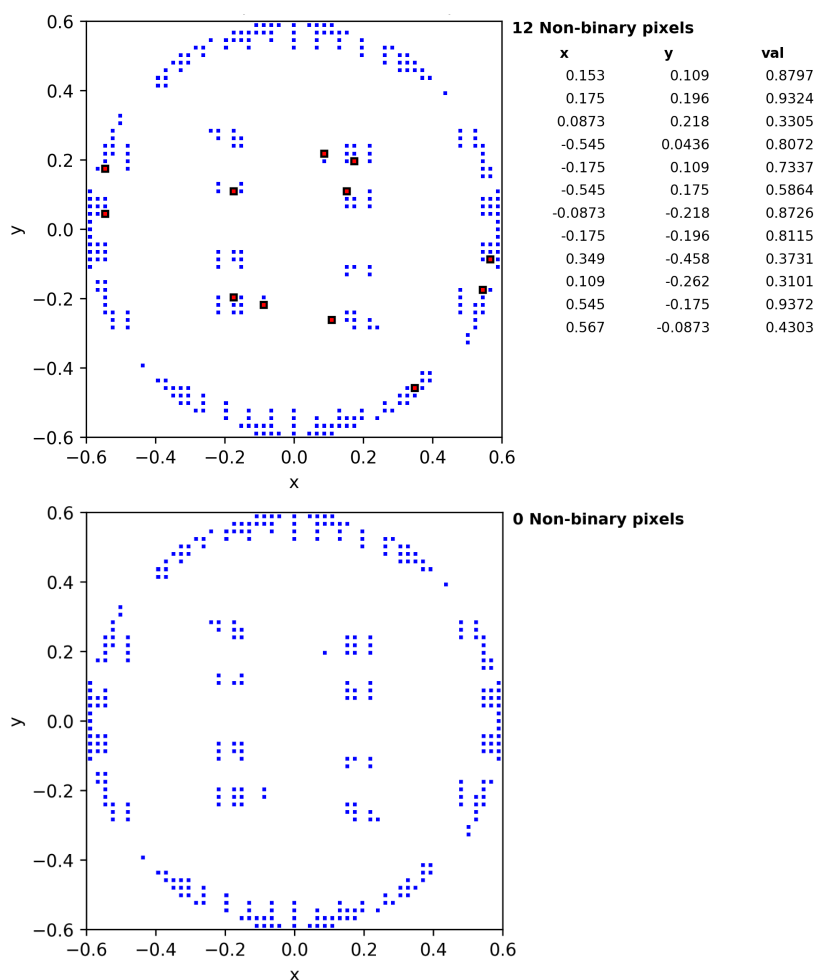 12 Non-binary pixels
x y val
0.153 0.109 0.8797
0.175 0.196 0.9324
0.0873 0.218 0.3305
-0.545 0.0436 0.8072
-0.175 0.109 0.7337
-0.545 0.175 0.5864
-0.0873 -0.218 0.8726
-0.175 -0.196 0.8115
0.349 -0.458 0.3731
0.109 -0.262 0.3101
0.545 -0.175 0.9372
0.567 -0.0873 0.4303
0.6
0.4
0.2
0.0
−0.2
−0.4
−0.6
y
−0.6 −0.4 −0.2 0.0 0.2 0.4 0.6
x
0 Non-binary pixels
0.6
0.4
0.2
0.0
−0.2
−0.4
−0.6
y
−0.6 −0.4 −0.2 0.0 0.2 0.4 0.6
x